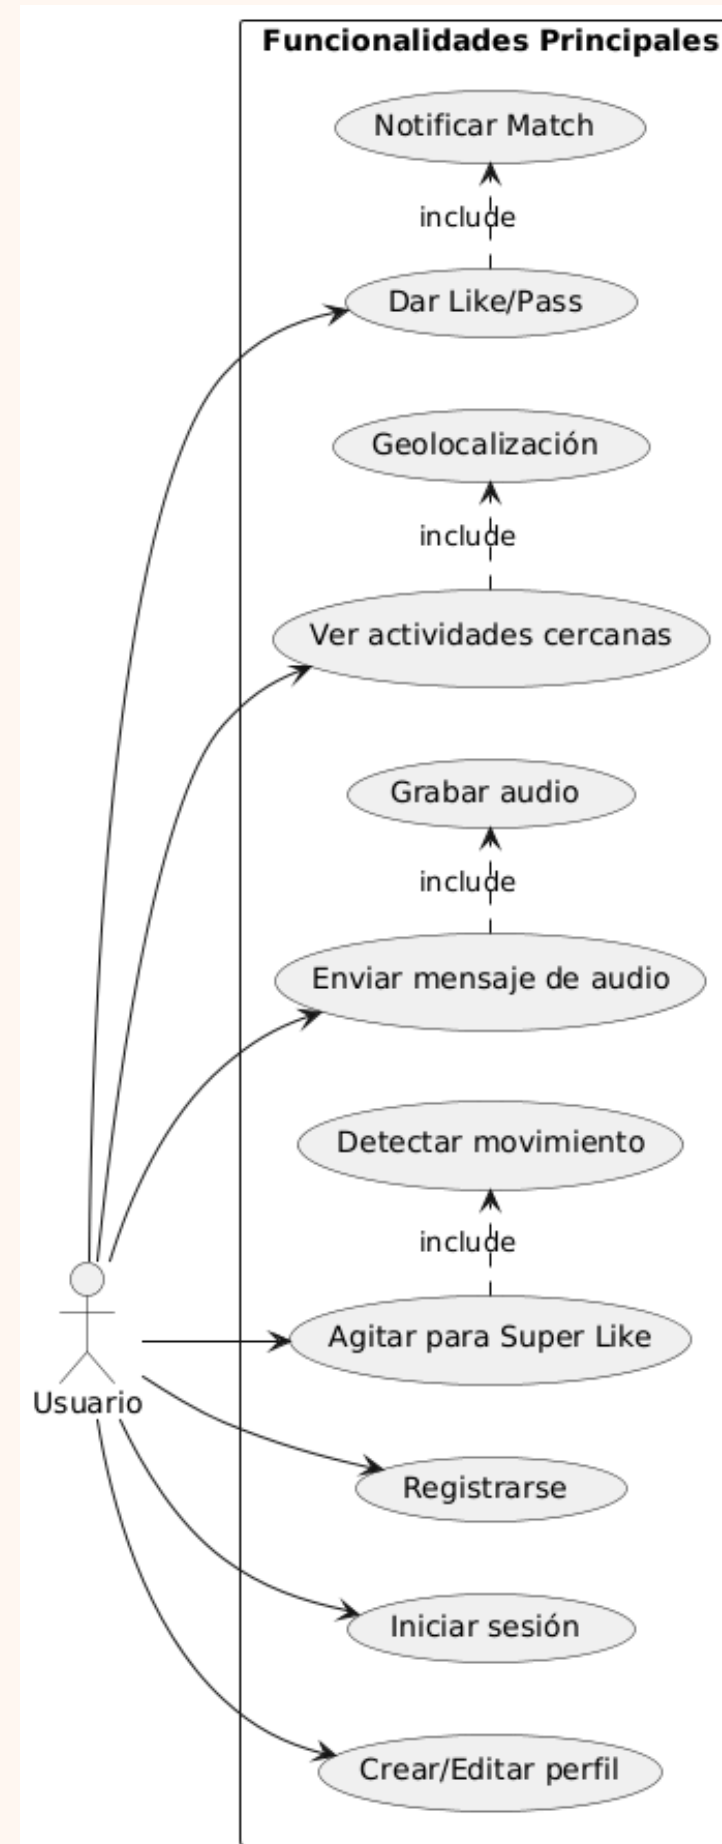 Funcionalidades Principales
Notificar Match
include
Dar Like/Pass
Geolocalización
include
Ver actividades cercanas
Grabar audio
include
Enviar mensaje de audio
Detectar movimiento
include
Agitar para Super Like
Usuario
Registrarse
Iniciar sesión
Crear/Editar perfil